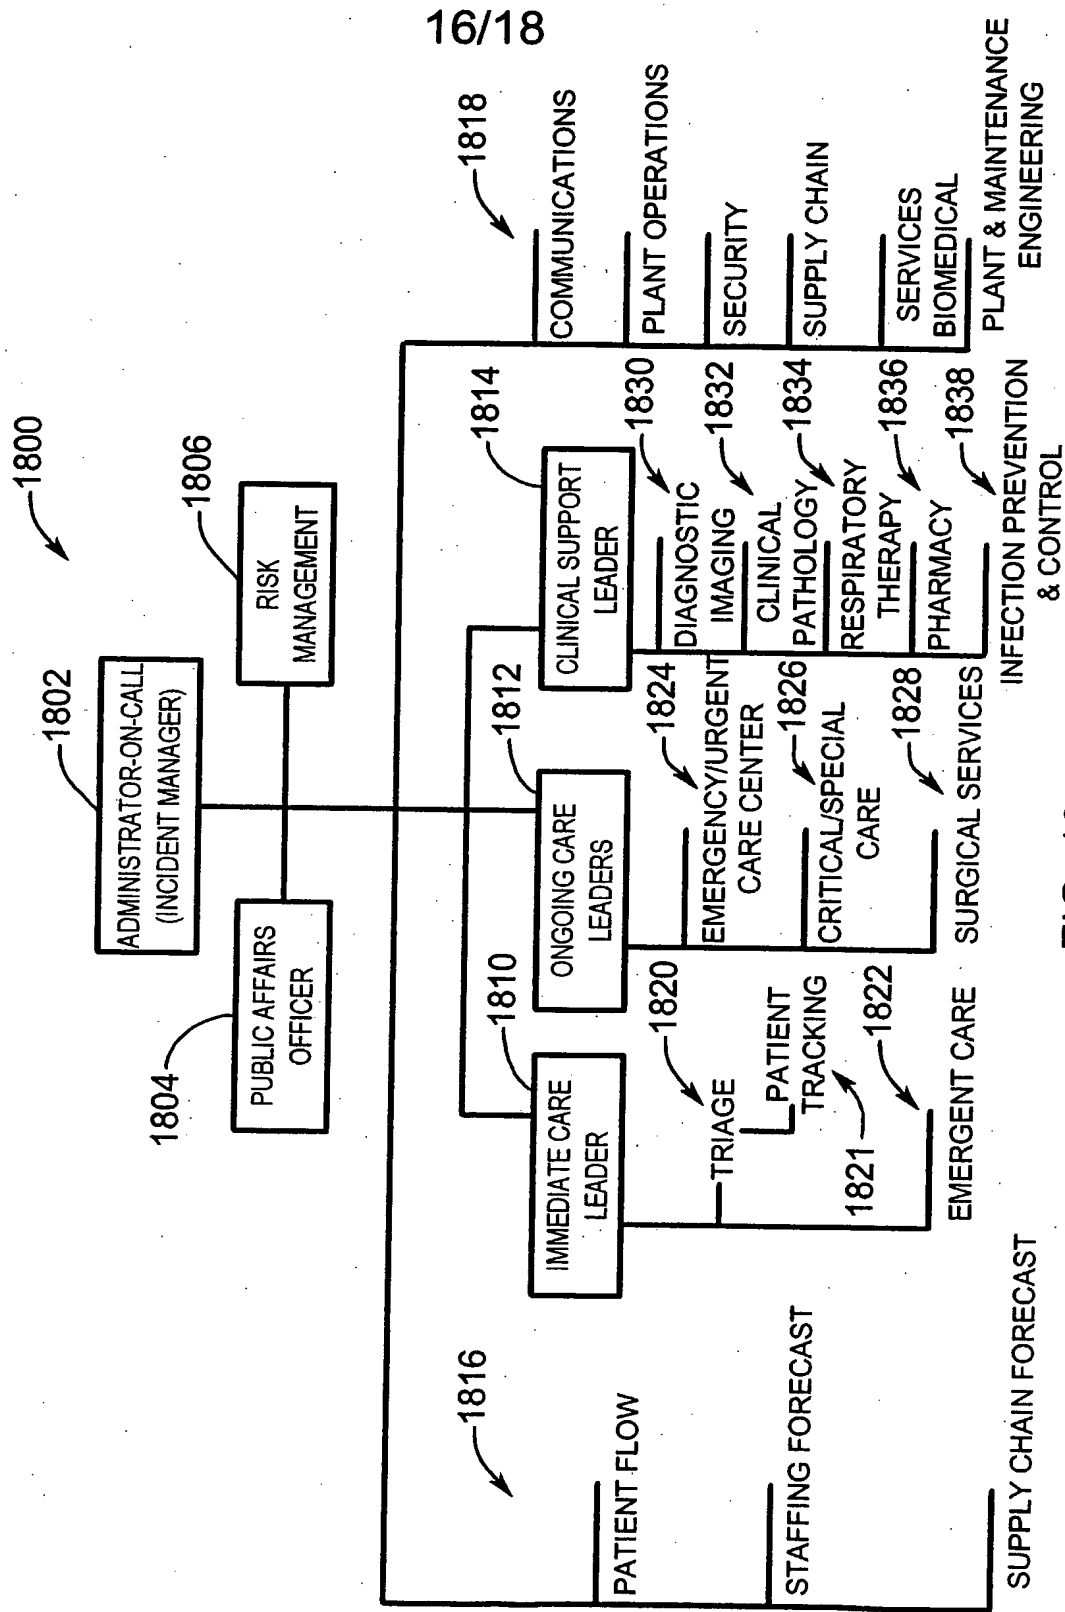 16/18
1800
1802
ADMINISTRATOR-ON-CALL
(INCIDENT MANAGER)
1804
PUBLIC AFFAIRS
OFFICER
1806
RISK
MANAGEMENT
1810
IMMEDIATE CARE
LEADER
1812
ONGOING CARE
LEADERS
1814
CLINICAL SUPPORT
LEADER
1816
PATIENT FLOW
STAFFING FORECAST
SUPPLY CHAIN FORECAST
1820
TRIAGE
PATIENT
TRACKING
1821
1822
EMERGENT CARE
1824
EMERGENCY/URGENT
CARE CENTER
1826
CRITICAL/SPECIAL
CARE
1828
SURGICAL SERVICES
1830
DIAGNOSTIC
IMAGING
1832
CLINICAL
PATHOLOGY
1834
RESPIRATORY
THERAPY
1836
PHARMACY
1838
INFECTION PREVENTION
& CONTROL
1818
COMMUNICATIONS
PLANT OPERATIONS
SECURITY
SUPPLY CHAIN
SERVICES
BIOMEDICAL
PLANT & MAINTENANCE
ENGINEERING